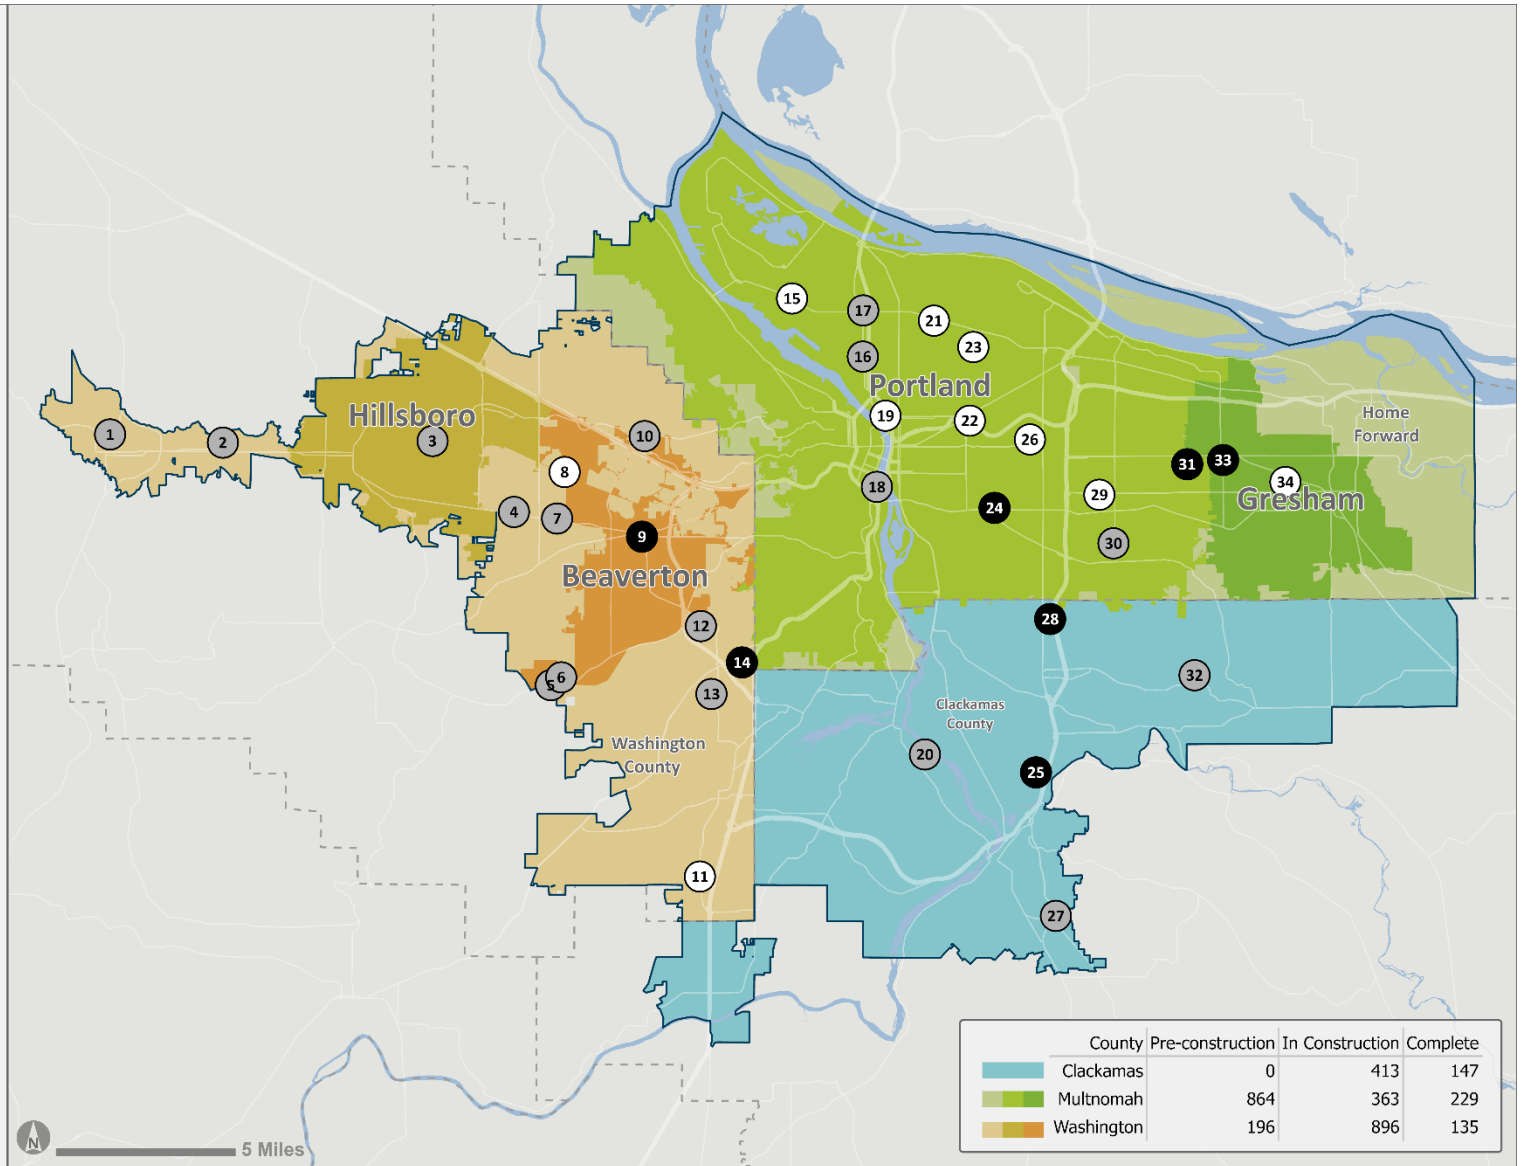 15
17
21
23
16
Portland
Hillsboro
19
22
Home
Forward
1
2
3
10
26
8
31
33
34
Gresham
18
29
4
7
24
9
30
Beaverton
12
28
14
6
5
32
13
Clackamas
County
Washington
County
20
25
11
27
County Pre-construction In Construction Complete
Clackamas 0 413 147
Multnomah 864 363 229
Washington 196 896 135
N
5 Miles